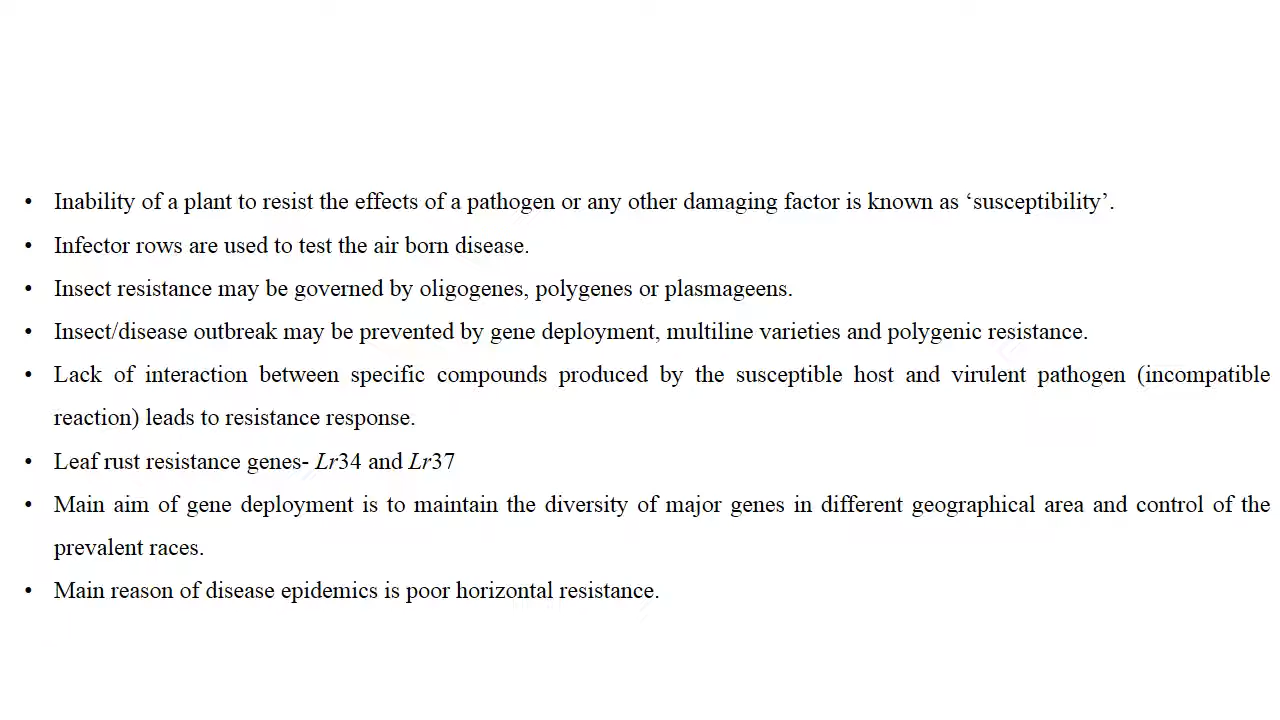 • Inability of a plant to resist the effects of a pathogen or any other damaging factor is known as ‘susceptibility’.
• Infector rows are used to test the air born disease.
• Insect resistance may be governed by oligogenes, polygenes or plasmageens.
• Insect/disease outbreak may be prevented by gene deployment, multiline varieties and polygenic resistance.
• Lack of interaction between specific compounds produced by the susceptible host and virulent pathogen (incompatible
reaction) leads to resistance response.
• Leaf rust resistance genes- Lr34 and Lr37
• Main aim of gene deployment is to maintain the diversity of major genes in different geographical area and control of the
prevalent races.
• Main reason of disease epidemics is poor horizontal resistance.